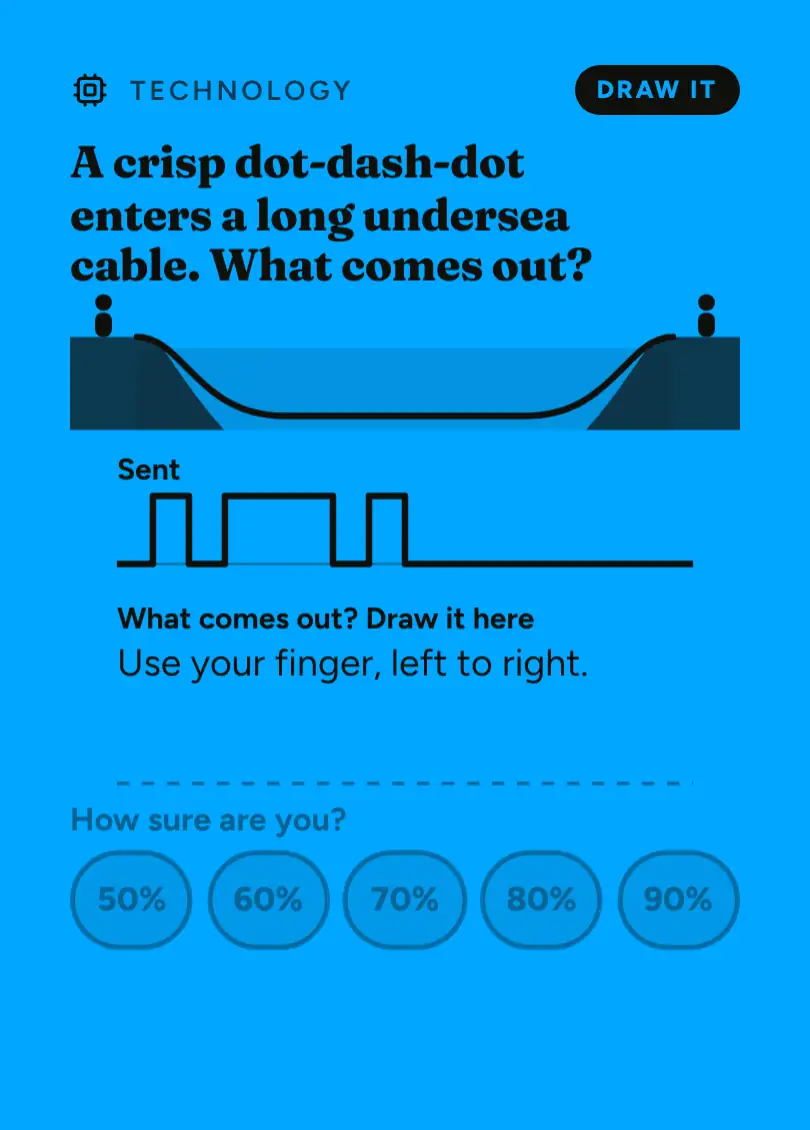 TECHNOLOGY
DRAW IT
A crisp dot-dash-dot
enters a long undersea
cable. What comes out?
Sent
What comes out? Draw it here
Use your finger, left to right.
How sure are you?
50%
60%
70%
80%
90%